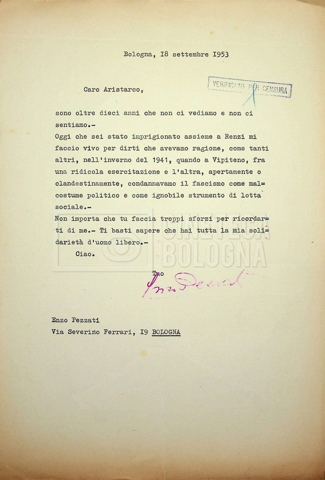 Bologna, 18 settembre 1953
Caro Aristarco,
VERIFICATO PER CENSURA
sono oltre dieci anni che non ci vediamo e non ci
sentiamo.-
Oggi che sei stato imprigionato assieme a Renzi mi
faccio vivo per dirti che avevamo ragione, come tanti
altri, nell'inverno del 1941, quando a Vipiteno, fra
una ridicola esercitazione e l'altra, apertamente o
clandestinamente, condannavamo il fascismo come mal-
costume politico e come ignobile strumento di lotta
sociale.-
Non importa che tu faccia troppi sforzi per ricordar-
ti di me.- Ti basti sapere che hai tutta la mia soli-
darietà d'uomo libero.-
Ciao.
BOLOGNA
Tuo
Enzo Pezzati
Enzo Pezzati
Via Severino Ferrari, 19 BOLOGNA